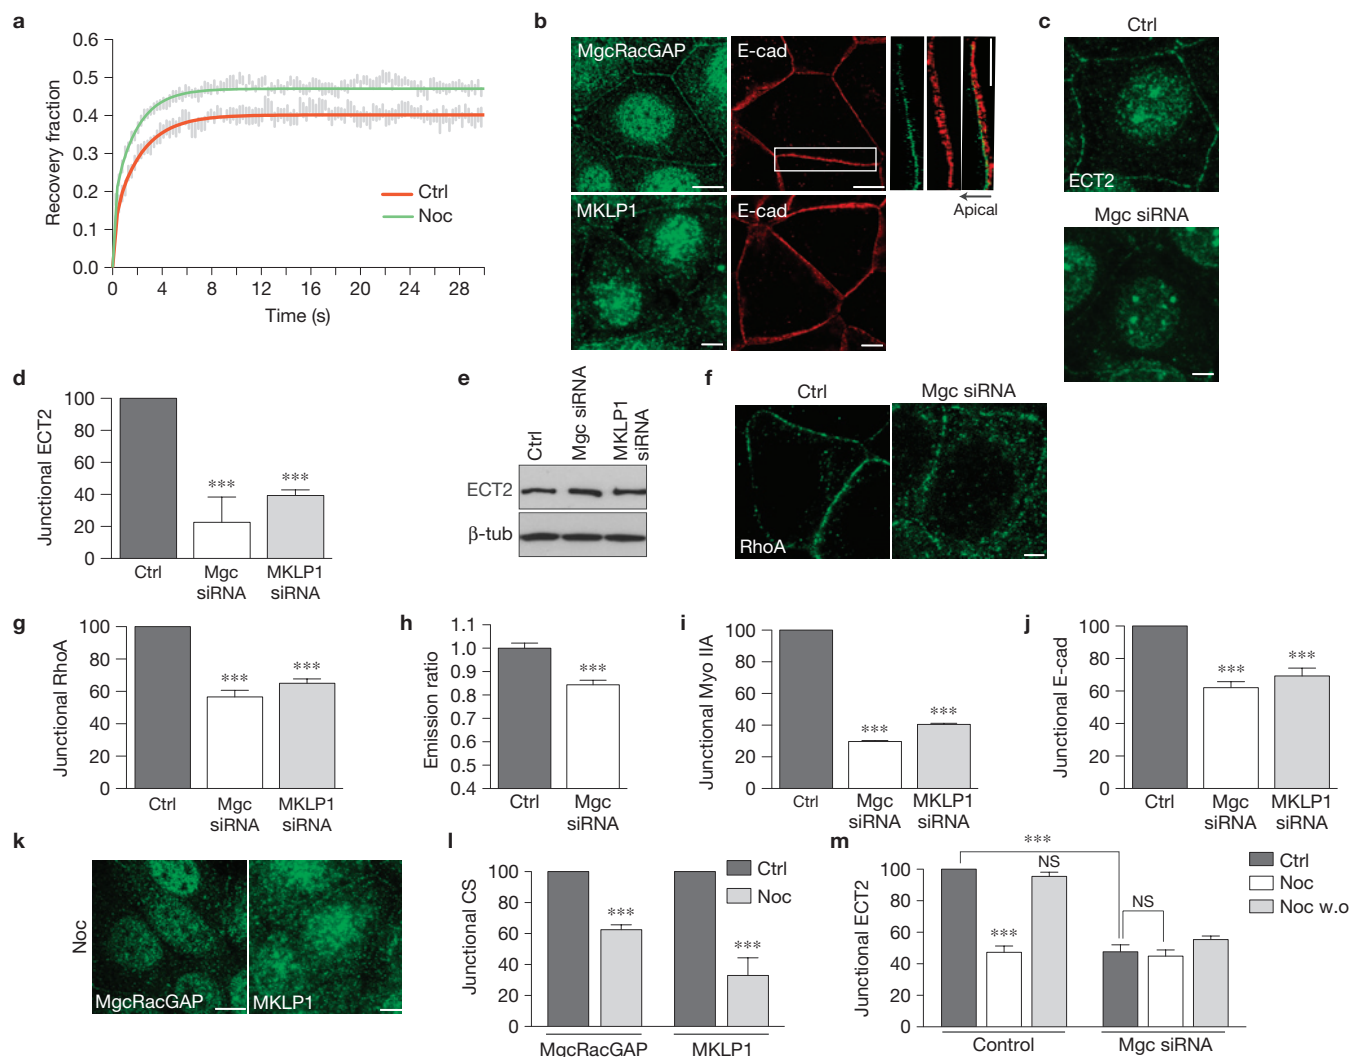 a
Recovery fraction
0.6
0.5
0.4
0.3
0.2
0.1
0.0
0 4 8 12 16 20 24 28
Time (s)
Ctrl
Noc
b
MgcRacGAP
E-cad
Apical
MKLP1
E-cad
c
Ctrl
ECT2
Mgc siRNA
d
Junctional ECT2
100
80
60
40
20
0
*** ***
Ctrl Mgc siRNA MKLP1 siRNA
e
Ctrl
Mgc siRNA
MKLP1 siRNA
ECT2
β-tub
f
Ctrl
Mgc siRNA
RhoA
g
Junctional RhoA
100
80
60
40
20
0
*** ***
Ctrl Mgc siRNA MKLP1 siRNA
h
Emission ratio
1.1
1.0
0.9
0.8
0.7
0.6
0.5
0.4
***
Ctrl Mgc siRNA
i
Junctional Myo IIA
100
80
60
40
20
0
*** ***
Ctrl Mgc siRNA MKLP1 siRNA
j
Junctional E-cad
100
80
60
40
20
0
*** ***
Ctrl Mgc siRNA MKLP1 siRNA
k
Noc
MgcRacGAP
MKLP1
l
Junctional CS
100
80
60
40
20
0
*** ***
Ctrl
Noc
MgcRacGAP MKLP1
m
Junctional ECT2
100
80
60
40
20
0
***
NS
***
NS
Ctrl
Noc
Noc w.o
Control Mgc siRNA